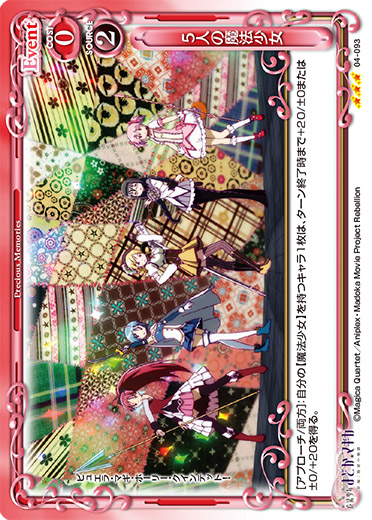 Event
COST
0
SOURCE
2
5人の魔法少女
Precious Memories
ピュエラ・マギ・ホーリー・クインテット!
[アプローチ/両方]:自分の【魔法少女】を持つキャラ1枚は、ターン終了時まで+20/±0または
±0/+20を得る。
©Magica Quartet/Aniplex・Madoka Movie Project Rebellion
04-093